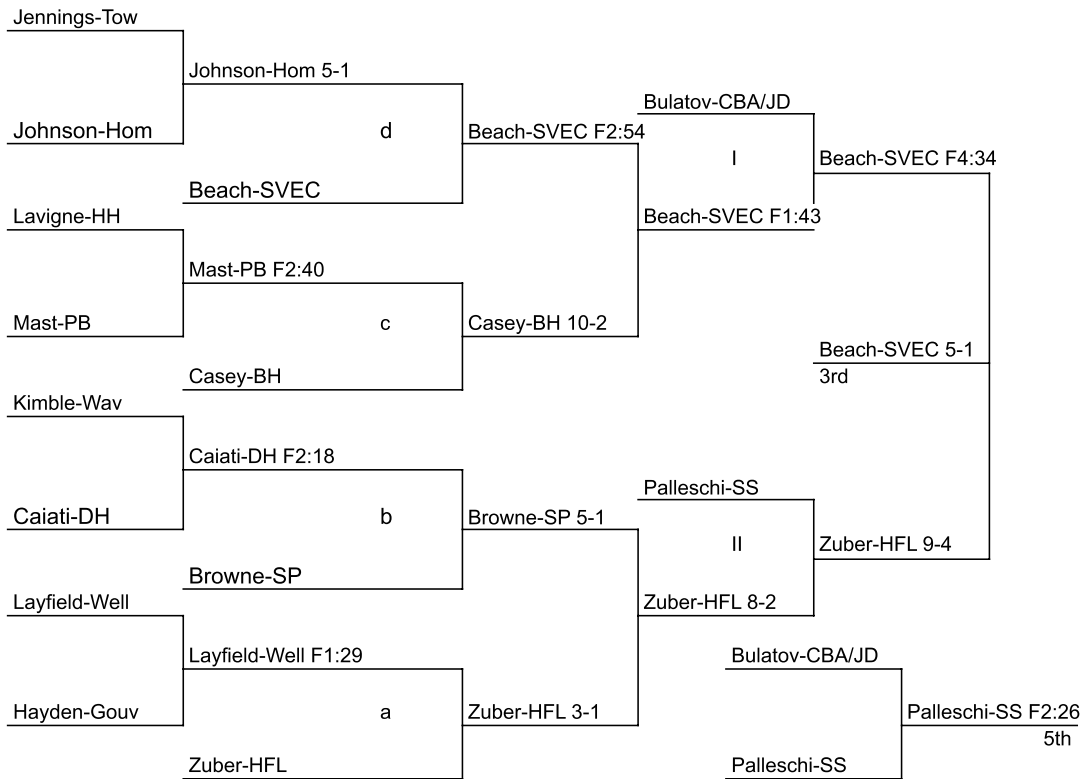 Jennings-Tow
Johnson-Hom 5-1
Bulatov-CBA/JD
Johnson-Hom
d
Beach-SVEC F2:54
I
Beach-SVEC F4:34
Beach-SVEC
Lavigne-HH
Beach-SVEC F1:43
Mast-PB F2:40
Mast-PB
c
Casey-BH 10-2
Beach-SVEC 5-1
3rd
Casey-BH
Kimble-Wav
Caiati-DH F2:18
Palleschi-SS
Caiati-DH
b
Browne-SP 5-1
II
Zuber-HFL 9-4
Browne-SP
Layfield-Well
Zuber-HFL 8-2
Layfield-Well F1:29
Bulatov-CBA/JD
Hayden-Gouv
a
Zuber-HFL 3-1
Palleschi-SS F2:26
5th
Zuber-HFL
Palleschi-SS